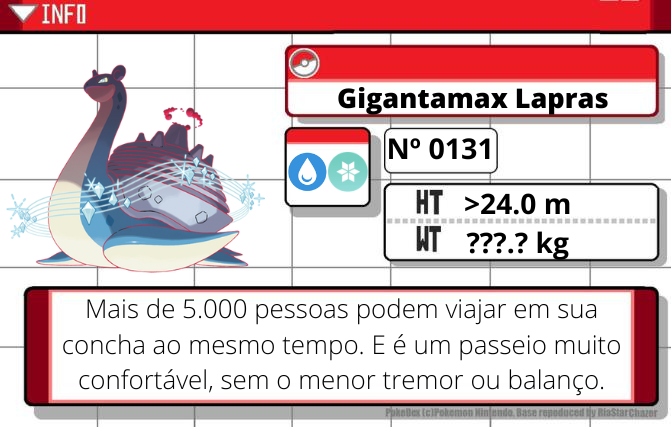 INFO
Gigantamax Lapras
Nº 0131
HT >24.0 m
WT ???.? kg
Mais de 5.000 pessoas podem viajar em sua
concha ao mesmo tempo. E é um passeio muito
confortável, sem o menor tremor ou balanço.
PokeDex (c)Pokemon Nintendo. Base repoduced by RiaStarChazer